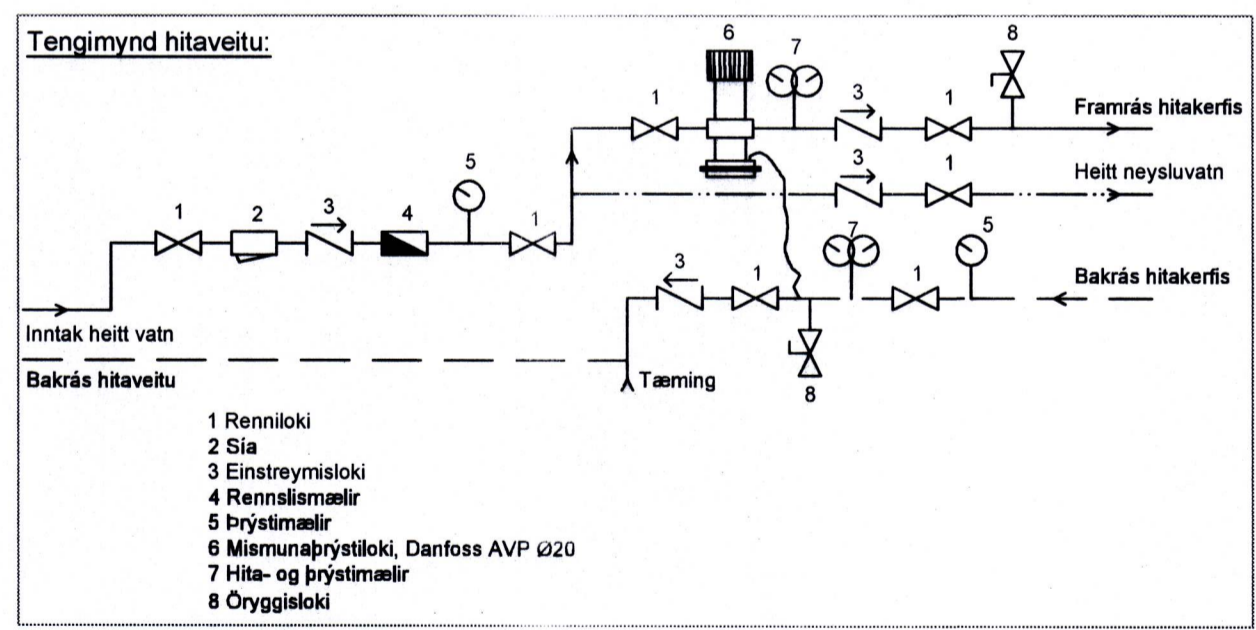 Tengimynd hitaveitu:
6
7
8
1
3
1
Framrás hitakerfis
5
3
1
Heitt neysluvatn
1
2
3
4
1
7
5
3
1
1
Bakrás hitakerfis
Inntak heitt vatn
Bakrás hitaveitu
Tæming
8
1 Renniloki
2 Sía
3 Einstreymisloki
4 Rennslismælir
5 Þrýstimælir
6 Mismunaþrýstiloki, Danfoss AVP Ø20
7 Hita- og þrýstimælir
8 Öryggisloki